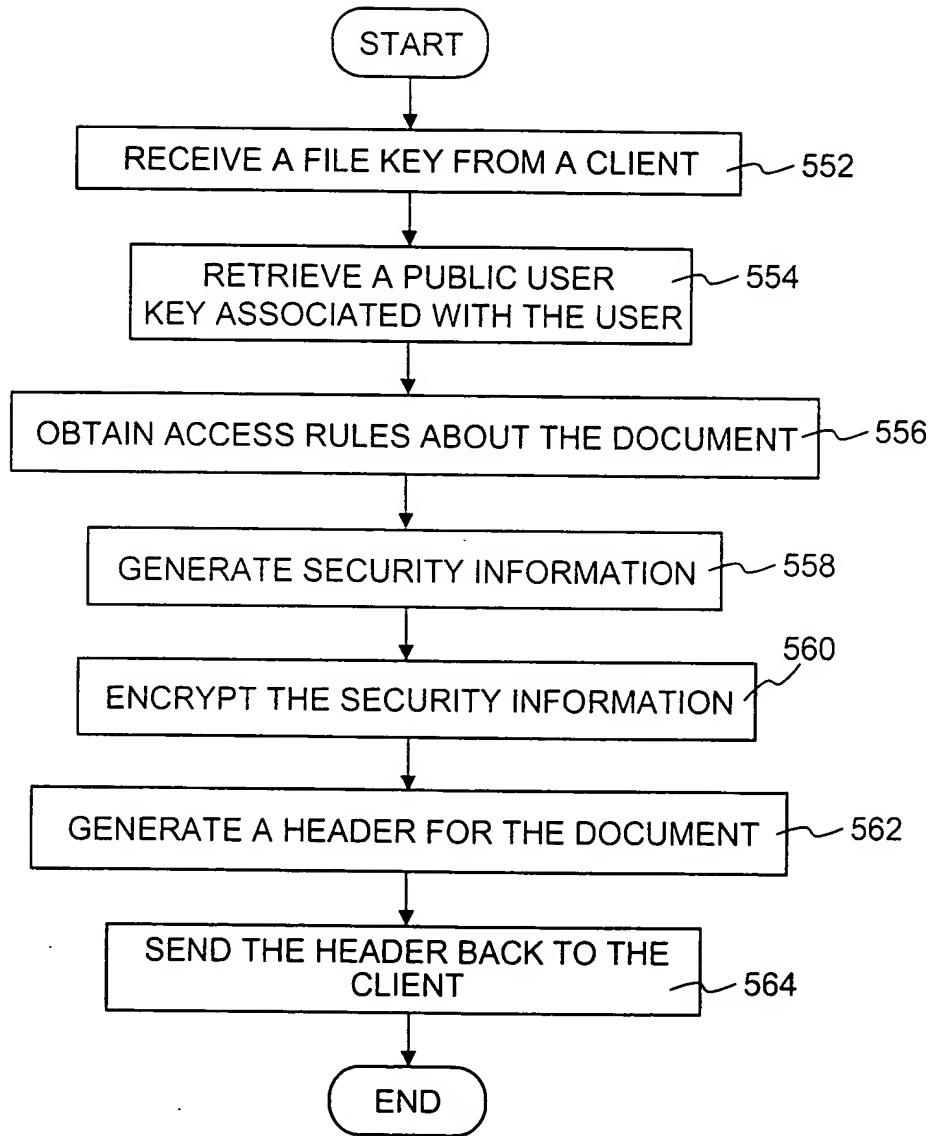 START
RECEIVE A FILE KEY FROM A CLIENT
552
RETRIEVE A PUBLIC USER
KEY ASSOCIATED WITH THE USER
554
OBTAIN ACCESS RULES ABOUT THE DOCUMENT
556
GENERATE SECURITY INFORMATION
558
560
ENCRYPT THE SECURITY INFORMATION
GENERATE A HEADER FOR THE DOCUMENT
562
SEND THE HEADER BACK TO THE
CLIENT
564
END